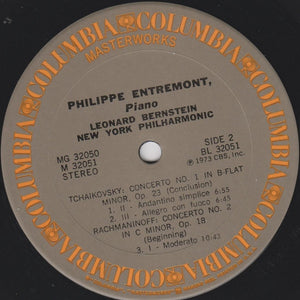 COLUMBIA COLUMBIA COLUMBIA COLUMBIA COLUMBIA COLUMBIA
MASTERWORKS
PHILIPPE ENTREMONT,
Piano
LEONARD BERNSTEIN
NEW YORK PHILHARMONIC
MG 32050
M 32051
STEREO
SIDE 2
BL 32051
℗ 1973 CBS, Inc.
TCHAIKOVSKY: CONCERTO NO. 1 IN B-FLAT
MINOR, Op. 23 (Conclusion)
1. II - Andantino simplice 6:55
2. III - Allegro con fuoco 6:45
RACHMANINOFF: CONCERTO NO. 2
IN C MINOR, Op. 18
(Beginning)
3. I - Moderato 10:43